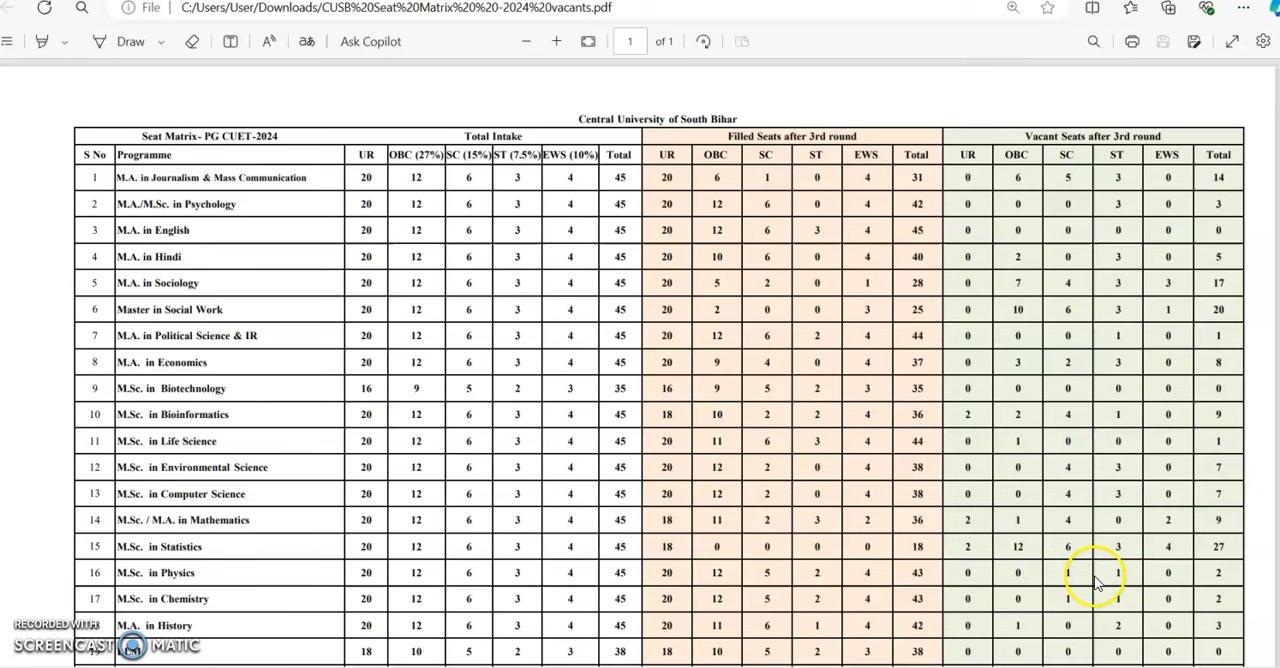 File C:/Users/User/Downloads/CUSB%20Seat%20Matrix%20%20-2024%20vacants.pdf
Draw Ask Copilot 1 of 1
Central University of South Bihar
Seat Matrix- PG CUET-2024 Total Intake Filled Seats after 3rd round Vacant Seats after 3rd round
S No Programme UR OBC (27%) SC (15%) ST (7.5%) EWS (10%) Total UR OBC SC ST EWS Total UR OBC SC ST EWS Total
1 M.A. in Journalism & Mass Communication 20 12 6 3 4 45 20 6 1 0 4 31 0 6 5 3 0 14
2 M.A./M.Sc. in Psychology 20 12 6 3 4 45 20 12 6 0 4 42 0 0 0 3 0 3
3 M.A. in English 20 12 6 3 4 45 20 12 6 3 4 45 0 0 0 0 0 0
4 M.A. in Hindi 20 12 6 3 4 45 20 10 6 0 4 40 0 2 0 3 0 5
5 M.A. in Sociology 20 12 6 3 4 45 20 5 2 0 1 28 0 7 4 3 3 17
6 Master in Social Work 20 12 6 3 4 45 20 2 0 0 3 25 0 10 6 3 1 20
7 M.A. in Political Science & IR 20 12 6 3 4 45 20 12 6 2 4 44 0 0 0 1 0 1
8 M.A. in Economics 20 12 6 3 4 45 20 9 4 0 4 37 0 3 2 3 0 8
9 M.Sc. in Biotechnology 16 9 5 2 3 35 16 9 5 2 3 35 0 0 0 0 0 0
10 M.Sc. in Bioinformatics 20 12 6 3 4 45 18 10 2 2 4 36 2 2 4 1 0 9
11 M.Sc. in Life Science 20 12 6 3 4 45 20 11 6 3 4 44 0 1 0 0 0 1
12 M.Sc. in Environmental Science 20 12 6 3 4 45 20 12 2 0 4 38 0 0 4 3 0 7
13 M.Sc. in Computer Science 20 12 6 3 4 45 20 12 2 0 4 38 0 0 4 3 0 7
14 M.Sc. / M.A. in Mathematics 20 12 6 3 4 45 18 11 2 3 2 36 2 1 4 0 2 9
15 M.Sc. in Statistics 20 12 6 3 4 45 18 0 0 0 0 18 2 12 6 3 4 27
16 M.Sc. in Physics 20 12 6 3 4 45 20 12 5 2 4 43 0 0 1 1 0 2
17 M.Sc. in Chemistry 20 12 6 3 4 45 20 12 5 2 4 43 0 0 1 1 0 2
M.A. in History 20 12 6 3 4 45 20 11 6 1 4 42 0 1 0 2 0 3
18 10 5 2 3 38 18 10 5 2 3 38 0 0 0 0 0 0
RECORDED WITH
SCREENCAST MATIC